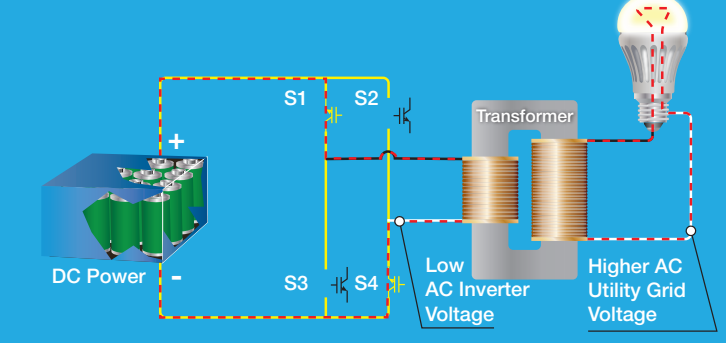 S1
S2
Transformer
+
DC Power
-
S3
S4
Low
AC Inverter
Voltage
Higher AC
Utility Grid
Voltage